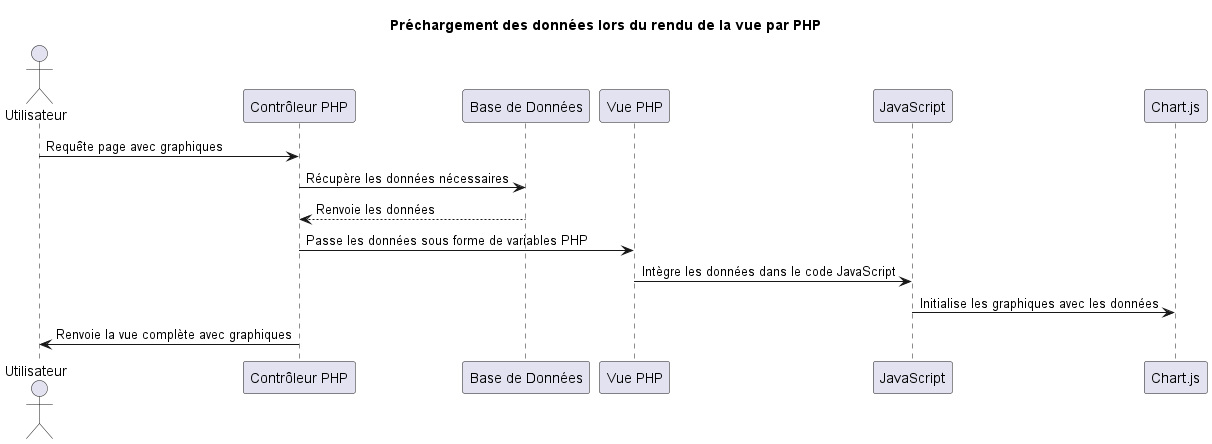 Préchargement des données lors du rendu de la vue par PHP
Utilisateur
Contrôleur PHP
Base de Données
Vue PHP
JavaScript
Chart.js
Requête page avec graphiques
Récupère les données nécessaires
Renvoie les données
Passe les données sous forme de variables PHP
Intègre les données dans le code JavaScript
Initialise les graphiques avec les données
Renvoie la vue complète avec graphiques
Utilisateur
Contrôleur PHP
Base de Données
Vue PHP
JavaScript
Chart.js